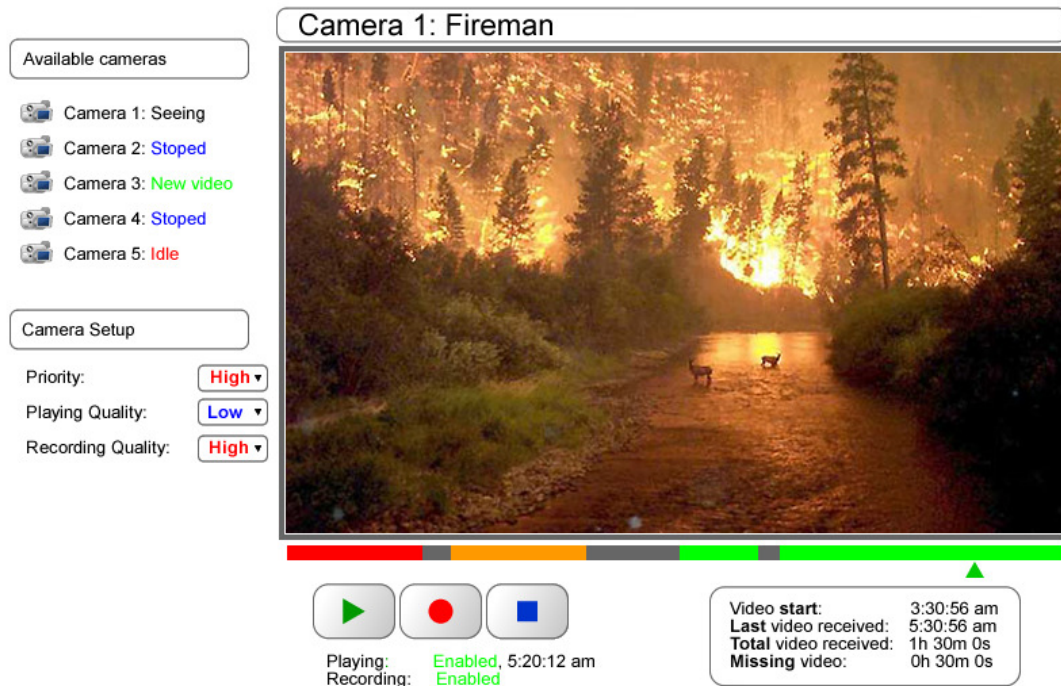 Camera 1: Fireman
Available cameras
Camera 1: Seeing
Camera 2: Stoped
Camera 3: New video
Camera 4: Stoped
Camera 5: Idle
Camera Setup
Priority: High
Playing Quality: Low
Recording Quality: High
Playing: Enabled, 5:20:12 am
Recording: Enabled
Video start: 3:30:56 am
Last video received: 5:30:56 am
Total video received: 1h 30m 0s
Missing video: 0h 30m 0s